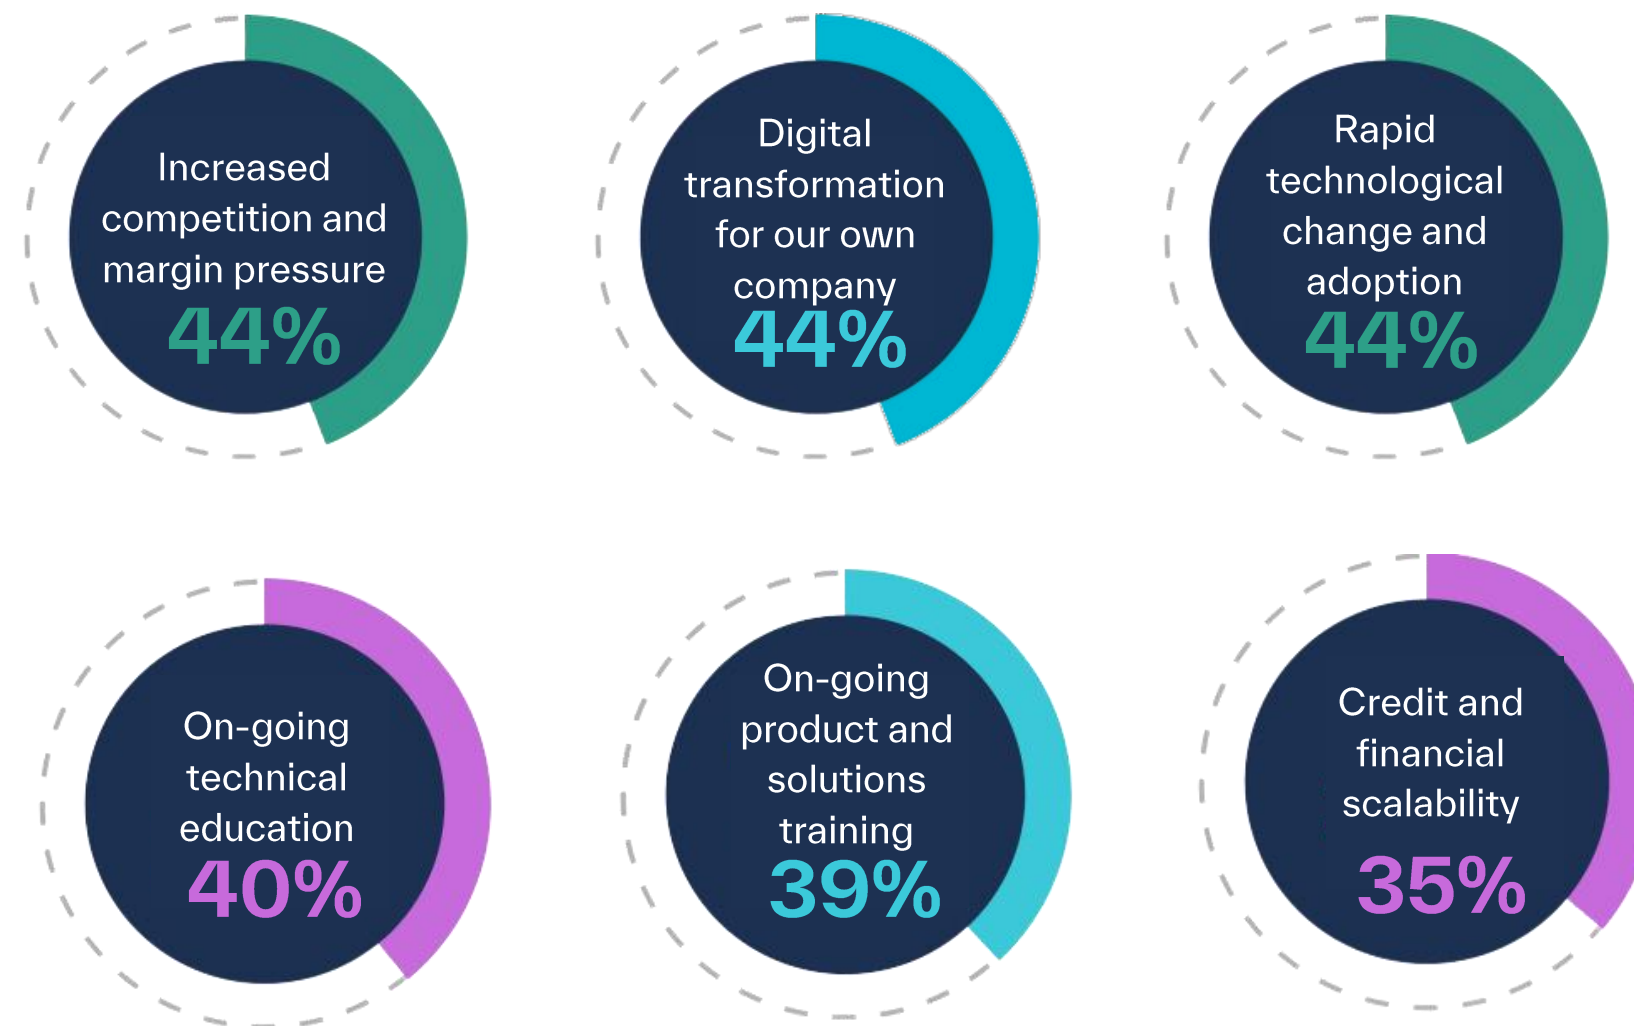 Increased
competition and
margin pressure
44%
Digital
transformation
for our own
company
44%
Rapid
technological
change and
adoption
44%
On-going
technical
education
40%
On-going
product and
solutions
training
39%
Credit and
financial
scalability
35%